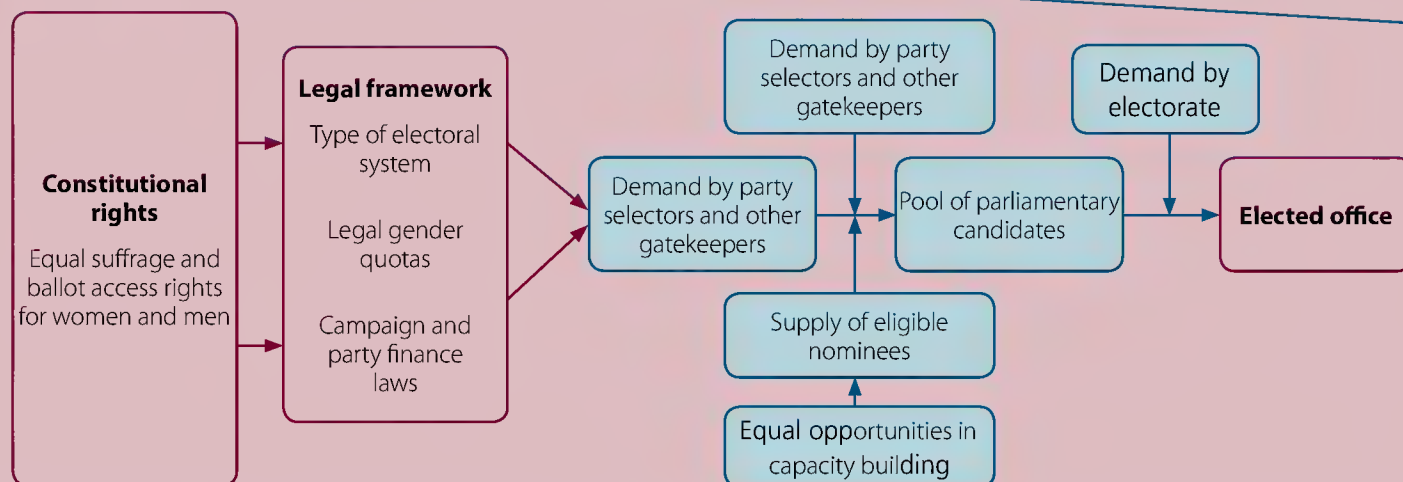 Constitutional
rights
Equal suffrage and
ballot access rights
for women and men
Legal framework
Type of electoral
system
Legal gender
quotas
Campaign and
party finance
laws
Demand by party
selectors and other
gatekeepers
Demand by party
selectors and other
gatekeepers
Supply of eligible
nominees
Equal opportunities in
capacity building
Pool of parliamentary
candidates
Demand by
electorate
Elected office